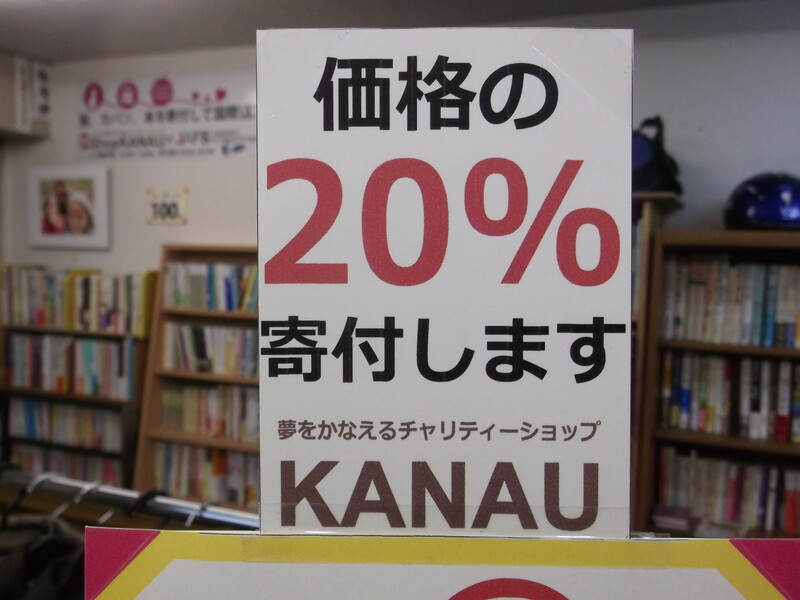 価格の
20%
寄付します
夢をかなえるチャリティーショップ
KANAU
100